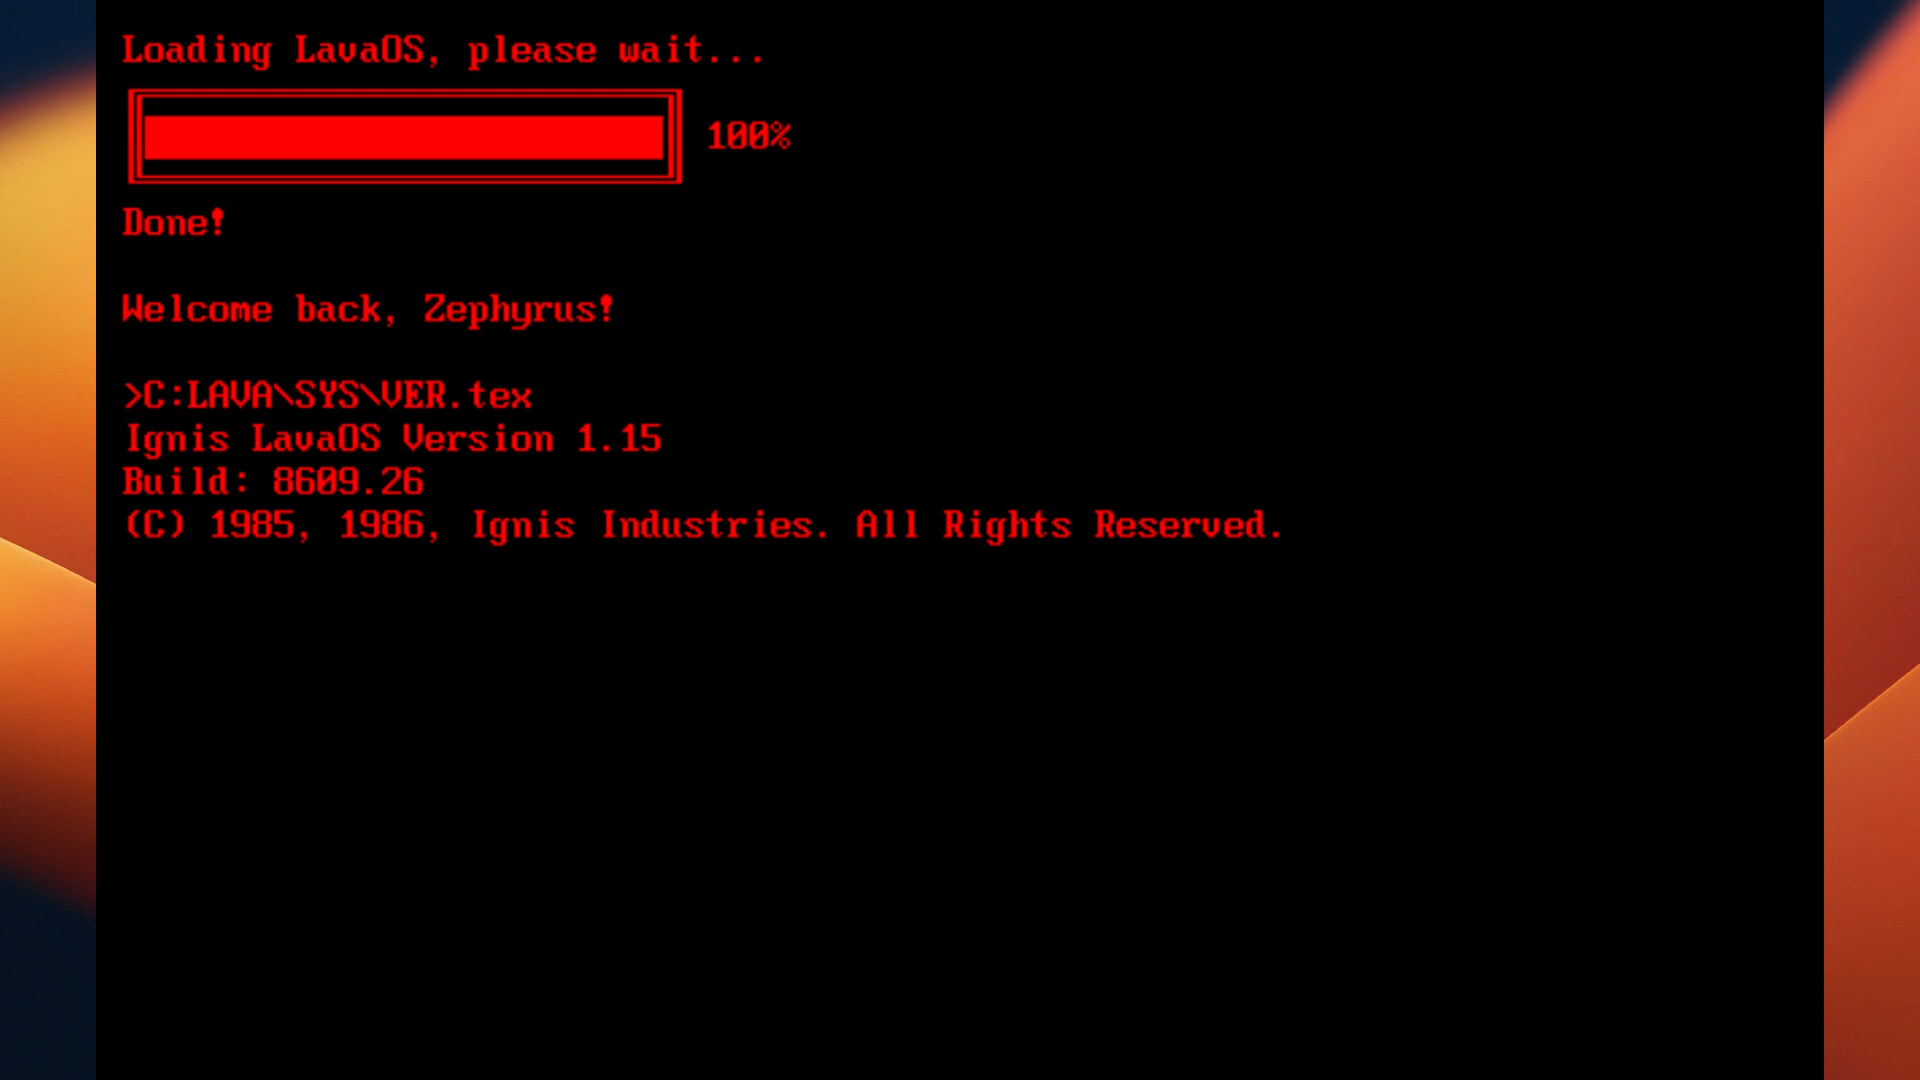 Loading LavaOS, please wait...
100%
Done!
Welcome back, Zephyrus!
>C:LAVA\SYS\VER.tex
Ignis LavaOS Version 1.15
Build: 8609.26
(C) 1985, 1986, Ignis Industries. All Rights Reserved.